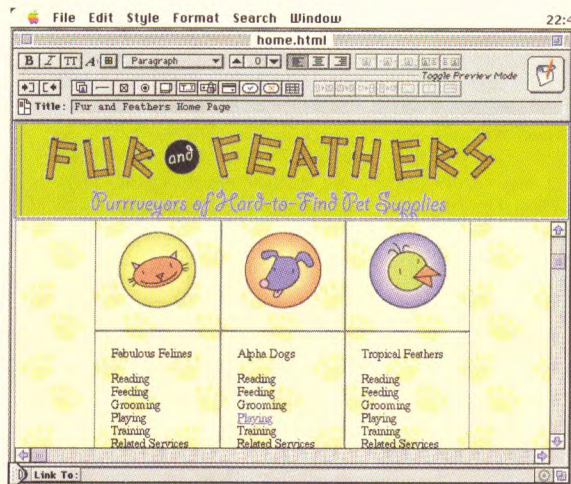 File Edit Style Format Search Window 22:4
home.html
B I TT A Paragraph 0
Toggle Preview Mode
Title: Fur and Feathers Home Page
FUR and FEATHERS
Purrrveyors of Hard-to-Find Pet Supplies
Fabulous Felines Alpha Dogs Tropical Feathers
Reading Reading Reading
Feeding Feeding Feeding
Grooming Grooming Grooming
Playing Playing Playing
Training Training Training
Related Services Related Services Related Services
Link To: